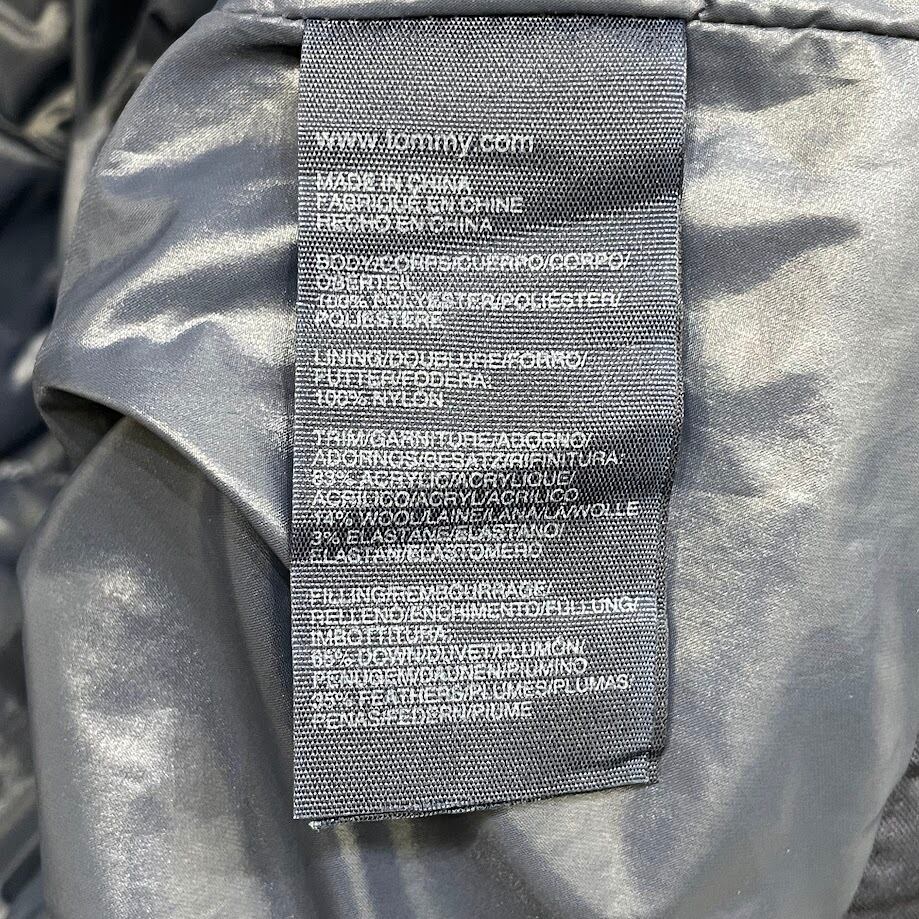 www.tommy.com
MADE IN CHINA
FABRIQUE EN CHINE
HECHO EN CHINA
BODY/CORPS/CUERPO/CORPO/
OBERTEIL
100% POLYESTER/POLIESTER/
POLIESTERE
LINING/DOUBLURE/FORRO/
FUTTER/FODERA:
100% NYLON
TRIM/GARNITURE/ADORNO/
ADORNOS/BESATZ/RIFINITURA:
83% ACRYLIC/ACRYLIQUE/
ACRILICO/ACRYL/ACRILICO
14% WOOL/LAINE/LANA/LA/WOLLE
3% ELASTANE/ELASTANO/
ELASTAN/ELASTOMERO
FILLING/REMBOURRAGE/
RELLENO/ENCHIMENTO/FULLUNG/
IMBOTTITURA:
65% DOWN/DUVET/PLUMÓN/
PENUGEM/DAUNEN/PIUMINO
35% FEATHERS/PLUMES/PLUMAS/
PENAS/FEDERN/PIUME